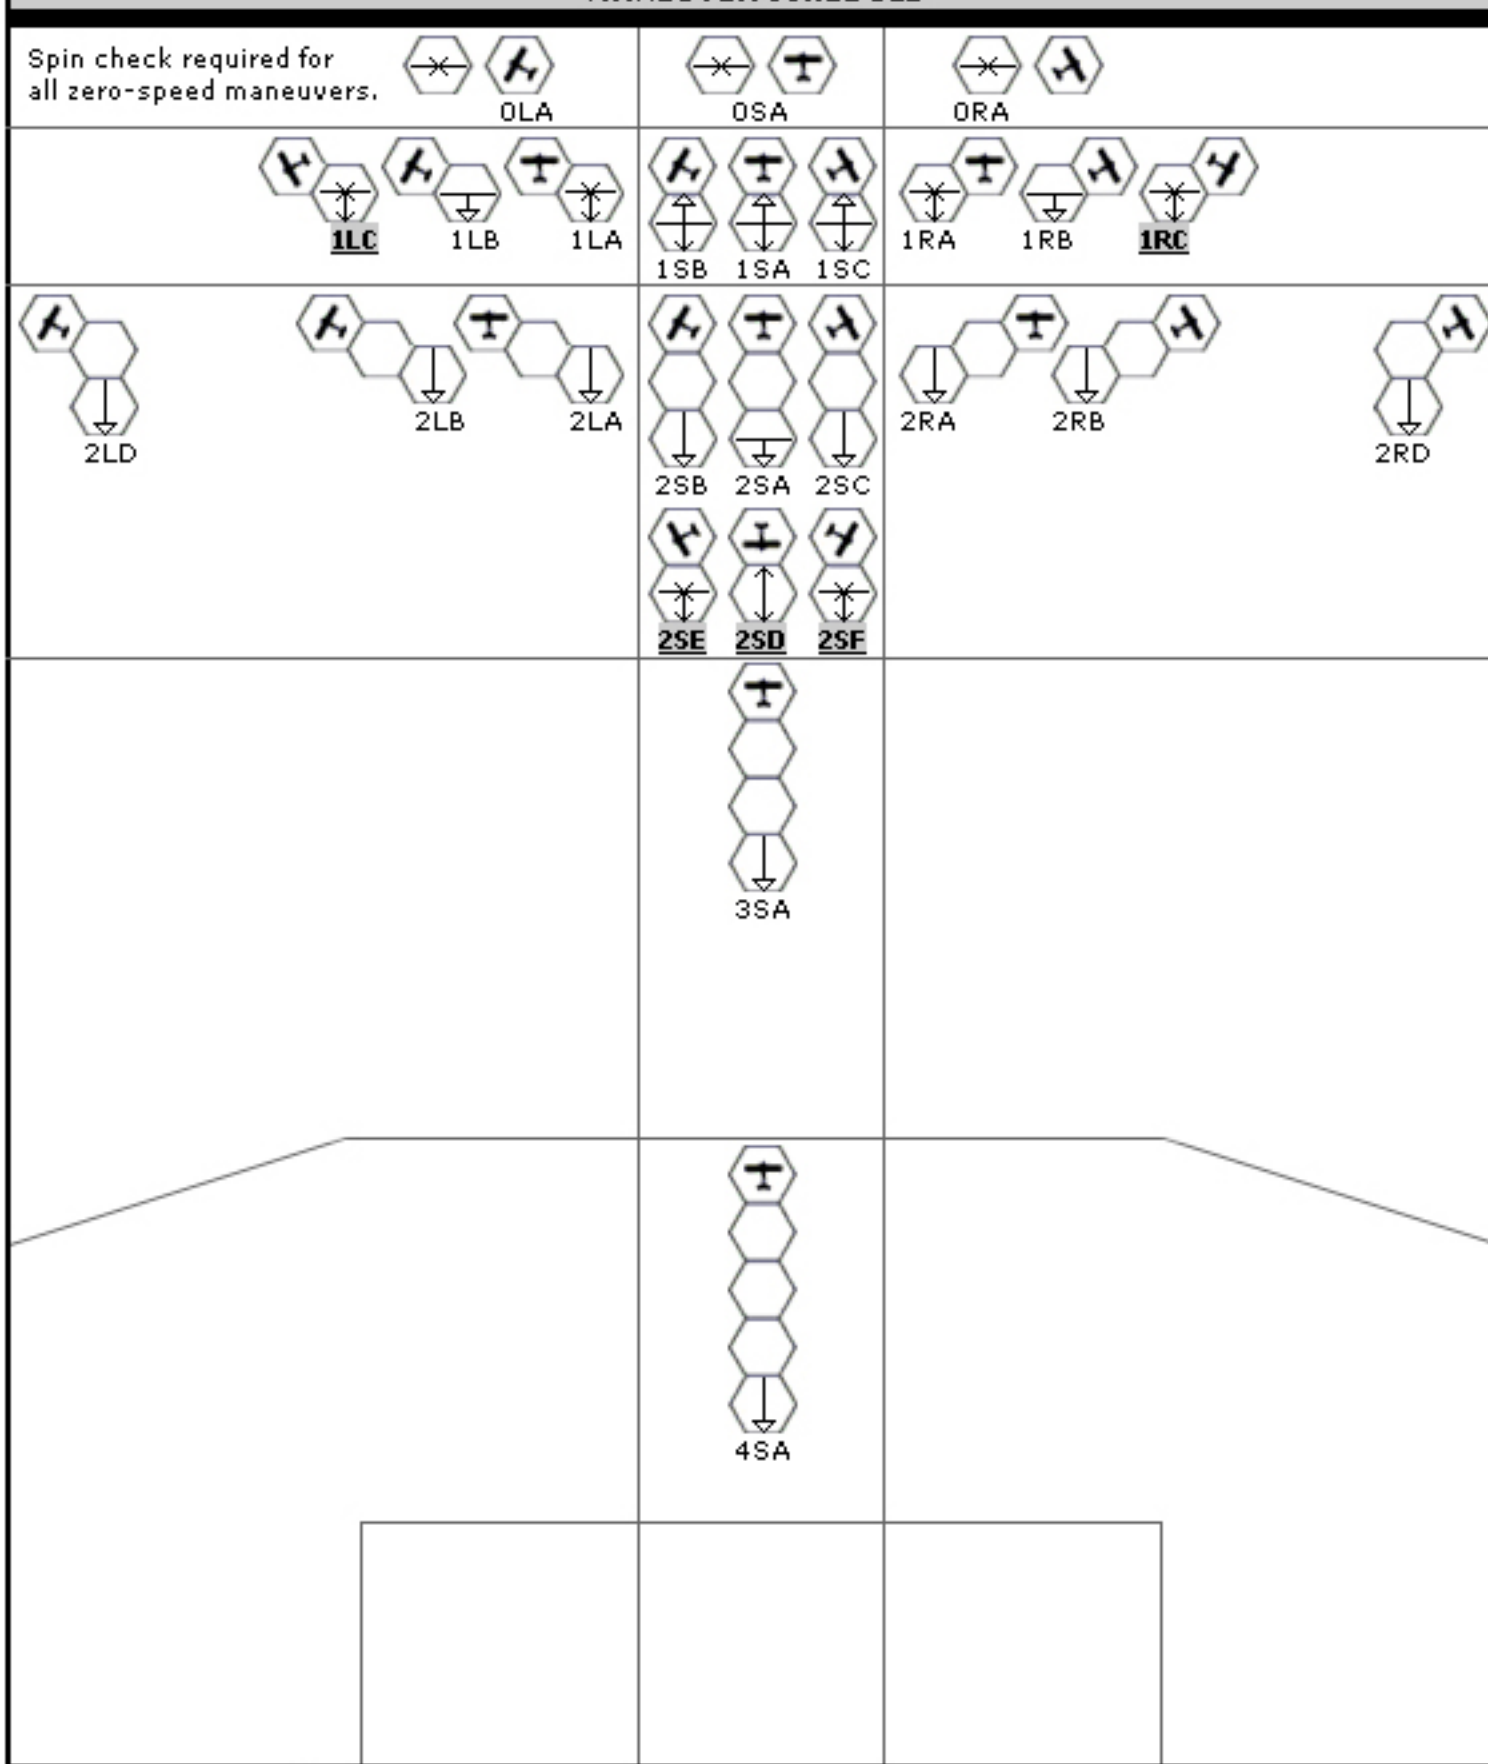 Spin check required for
all zero-speed maneuvers.
0LA
0SA
0RA
1LC 1LB 1LA
1SB 1SA 1SC
1RA 1RB 1RC
2LD 2LB 2LA
2SB 2SA 2SC
2RA 2RB 2RD
2SE 2SD 2SF
3SA
4SA